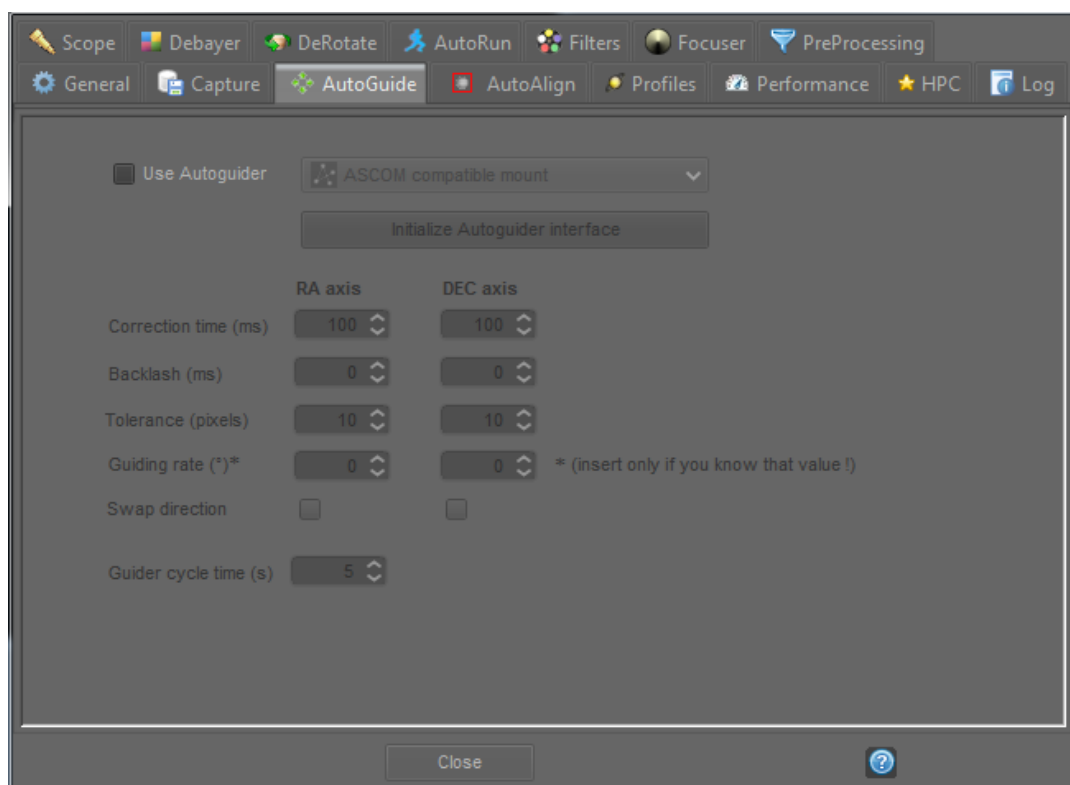 Scope Debayer DeRotate AutoRun Filters Focuser PreProcessing
General Capture AutoGuide AutoAlign Profiles Performance HPC Log
Use Autoguider ASCOM compatible mount
Initialize Autoguider interface
RA axis DEC axis
Correction time (ms) 100 100
Backlash (ms) 0 0
Tolerance (pixels) 10 10
Guiding rate (")* 0 0 * (insert only if you know that value !)
Swap direction
Guider cycle time (s) 5
Close ?